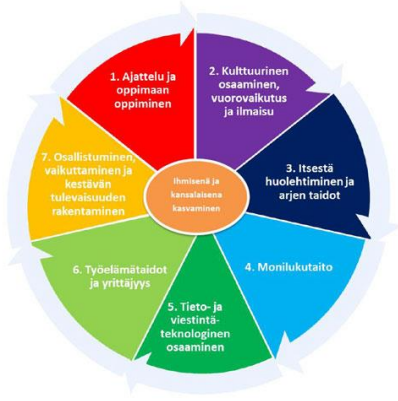 1. Ajattelu ja
oppimaan
oppiminen
2. Kulttuurinen
osaaminen,
vuorovaikutus
ja ilmaisu
3. Itsestä
huolehtiminen ja
arjen taidot
4. Monilukutaito
5. Tieto- ja
viestintä-
teknologinen
osaaminen
6. Työelämätaidot
ja yrittäjyys
7. Osallistuminen,
vaikuttaminen ja
kestävän
tulevaisuuden
rakentaminen
Ihmisenä ja
kansalaisena
kasvaminen